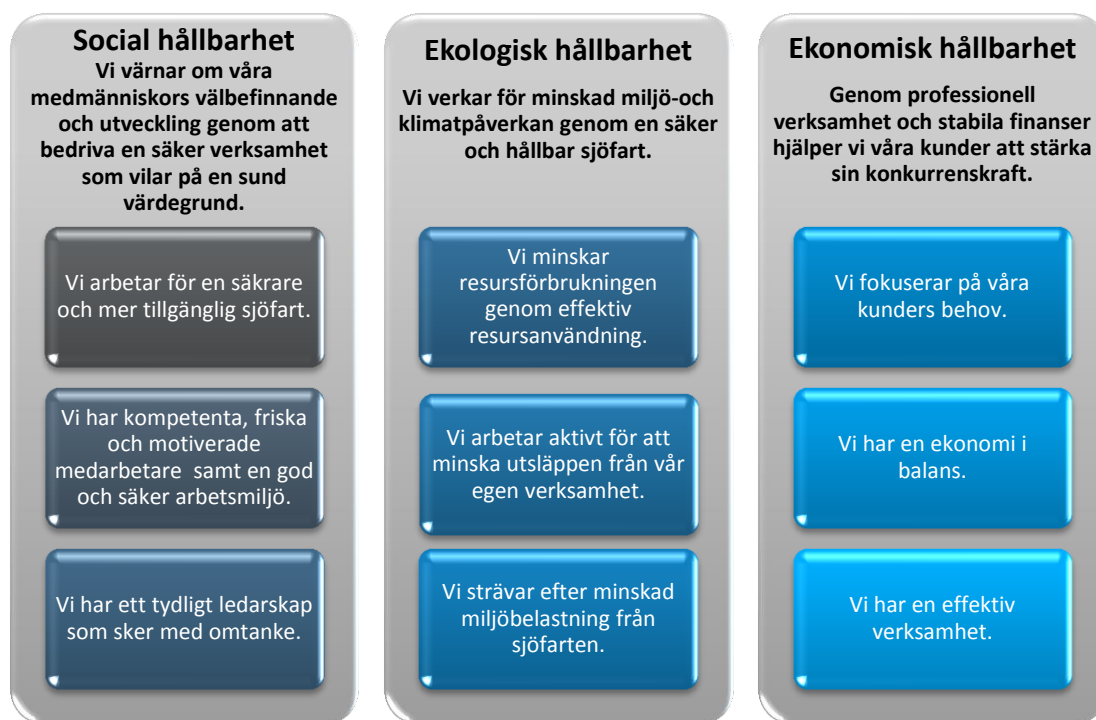 Social hållbarhet
Vi värnar om våra
medmänniskors välbefinnande
och utveckling genom att
bedriva en säker verksamhet
som vilar på en sund
värdegrund.
Vi arbetar för en säkrare
och mer tillgänglig sjöfart.
Vi har kompetenta, friska
och motiverade
medarbetare samt en god
och säker arbetsmiljö.
Vi har ett tydligt ledarskap
som sker med omtanke.
Ekologisk hållbarhet
Vi verkar för minskad miljö-och
klimatpåverkan genom en säker
och hållbar sjöfart.
Vi minskar
resursförbrukningen
genom effektiv
resursanvändning.
Vi arbetar aktivt för att
minska utsläppen från vår
egen verksamhet.
Vi strävar efter minskad
miljöbelastning från
sjöfarten.
Ekonomisk hållbarhet
Genom professionell
verksamhet och stabila finanser
hjälper vi våra kunder att stärka
sin konkurrenskraft.
Vi fokuserar på våra
kunders behov.
Vi har en ekonomi i
balans.
Vi har en effektiv
verksamhet.